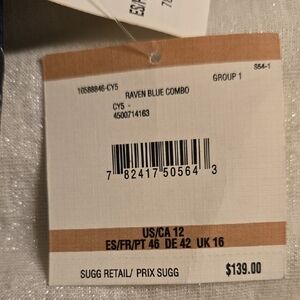 10588846-CY5
S54-1
RAVEN BLUE COMBO
GROUP 1
CY5 -
4500714163
7 82417 50564 3
US/CA 12
ES/FR/PT 46 DE 42 UK 16
SUGG RETAIL/ PRIX SUGG $139.00